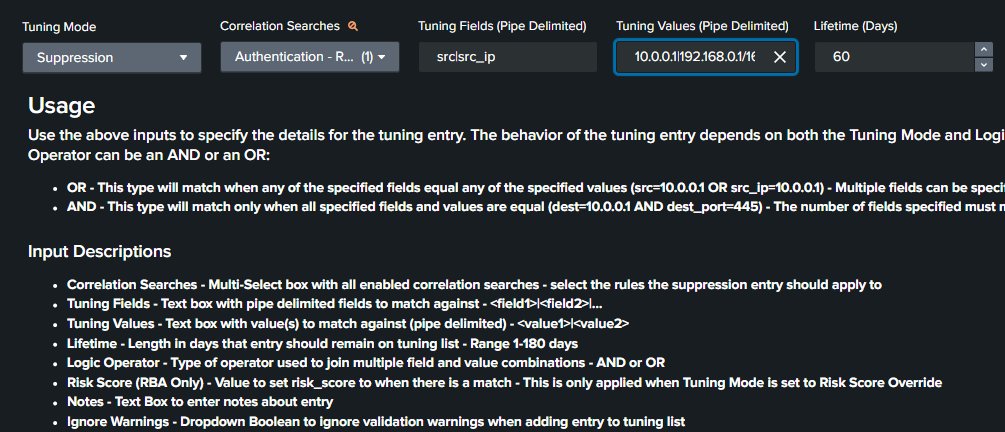 Tuning Mode
Correlation Searches
Tuning Fields (Pipe Delimited)
Tuning Values (Pipe Delimited)
Lifetime (Days)
Suppression
Authentication - R... (1)
src|src_ip
10.0.0.1|192.168.0.1/16
60
Usage
Use the above inputs to specify the details for the tuning entry. The behavior of the tuning entry depends on both the Tuning Mode and Logi
Operator can be an AND or an OR:
• OR - This type will match when any of the specified fields equal any of the specified values (src=10.0.0.1 OR src_ip=10.0.0.1) - Multiple fields can be speci
• AND - This type will match only when all specified fields and values are equal (dest=10.0.0.1 AND dest_port=445) - The number of fields specified must
Input Descriptions
• Correlation Searches - Multi-Select box with all enabled correlation searches - select the rules the suppression entry should apply to
• Tuning Fields - Text box with pipe delimited fields to match against - <field1>|<field2>|...
• Tuning Values - Text box with value(s) to match against (pipe delimited) - <value1>|<value2>
• Lifetime - Length in days that entry should remain on tuning list - Range 1-180 days
• Logic Operator - Type of operator used to join multiple field and value combinations - AND or OR
• Risk Score (RBA Only) - Value to set risk_score to when there is a match - This is only applied when Tuning Mode is set to Risk Score Override
• Notes - Text Box to enter notes about entry
• Ignore Warnings - Dropdown Boolean to ignore validation warnings when adding entry to tuning list